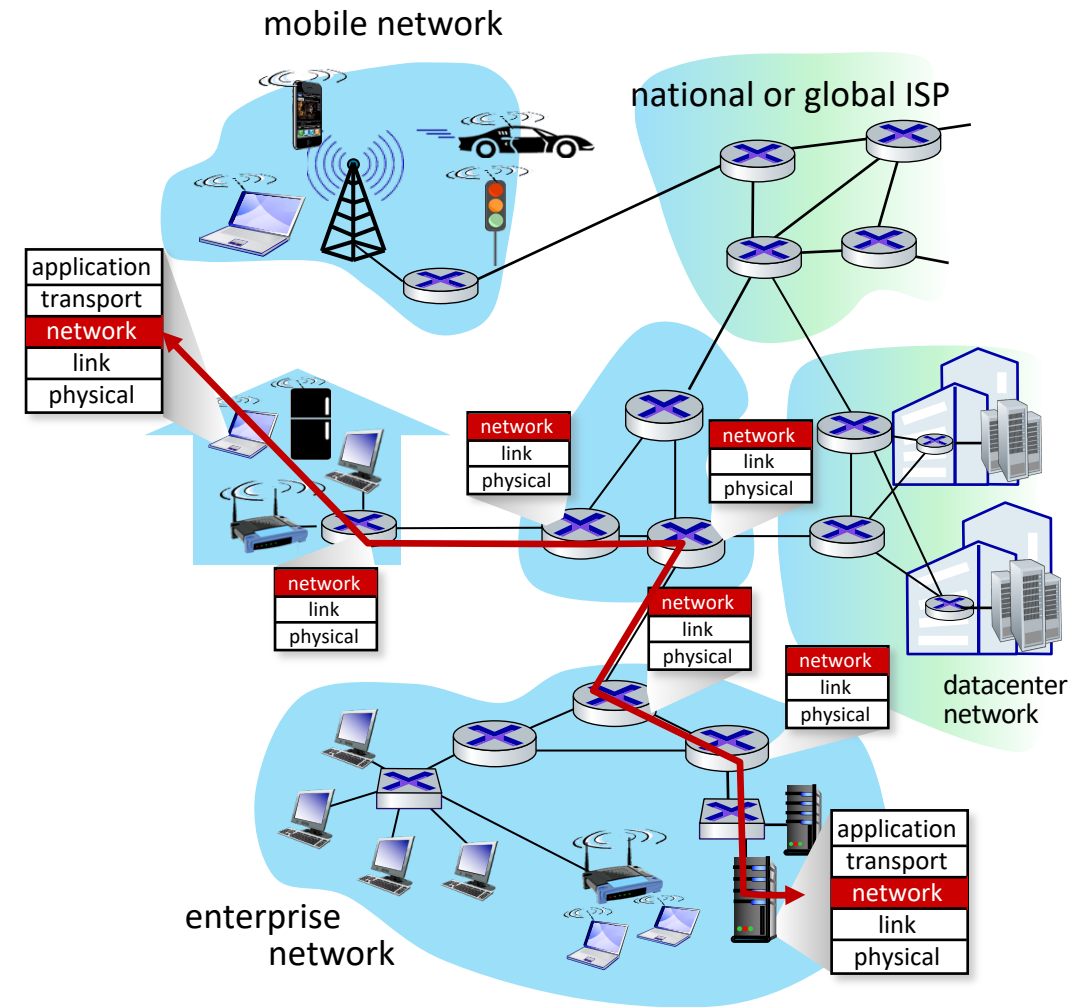 mobile network
national or global ISP
application
transport
network
link
physical
network
link
physical
network
link
physical
network
link
physical
network
link
physical
network
link
physical
datacenter
network
application
transport
network
link
physical
enterprise
network